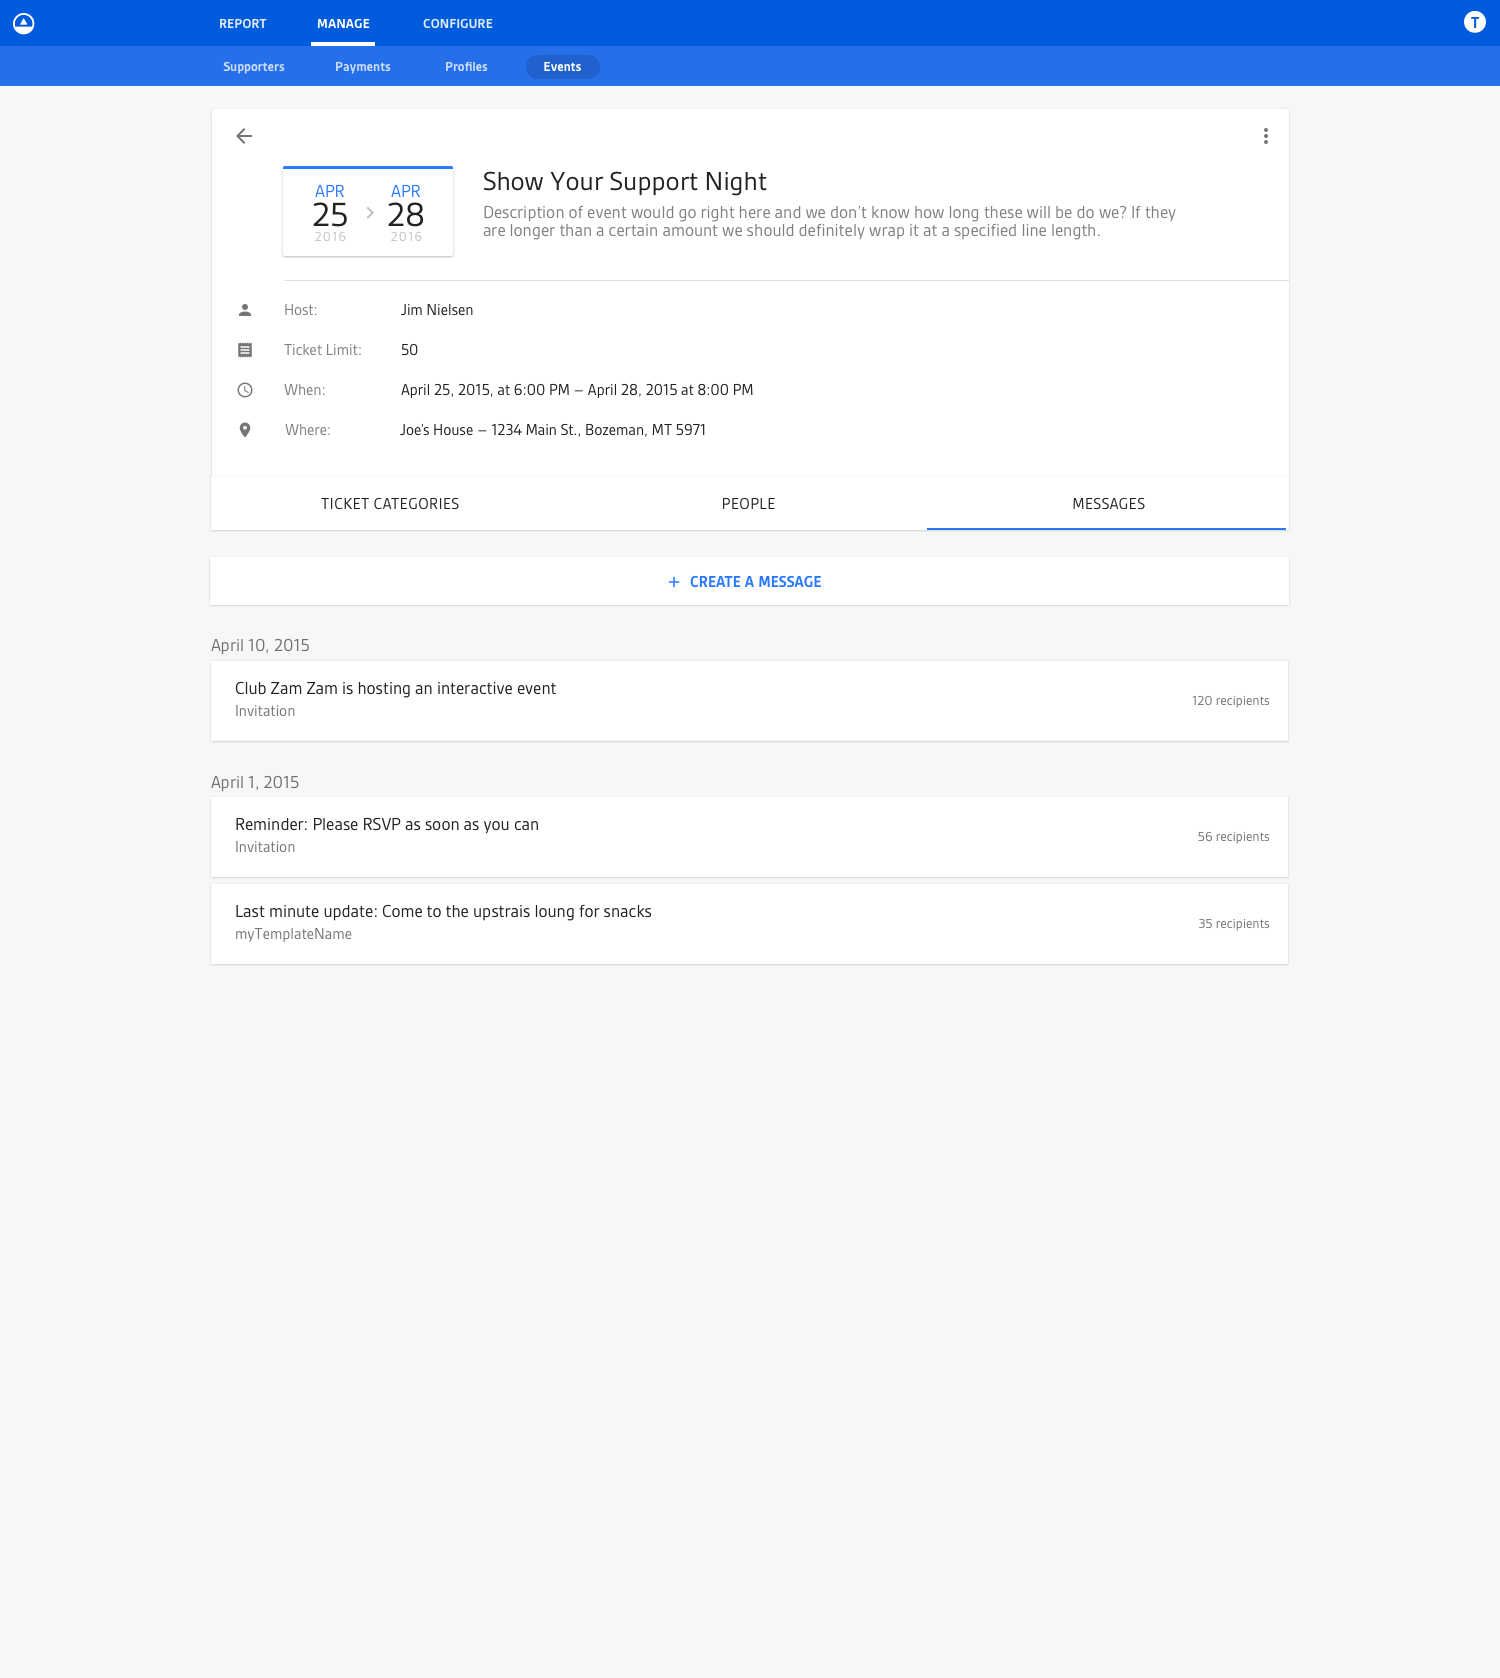 REPORT
MANAGE
CONFIGURE
T
Supporters
Payments
Profiles
Events
APR
25
2016
APR
28
2016
Show Your Support Night
Description of event would go right here and we don't know how long these will be do we? If they
are longer than a certain amount we should definitely wrap it at a specified line length.
Host:
Jim Nielsen
Ticket Limit:
50
When:
April 25, 2015, at 6:00 PM – April 28, 2015 at 8:00 PM
Where:
Joe's House – 1234 Main St., Bozeman, MT 5971
TICKET CATEGORIES
PEOPLE
MESSAGES
+ CREATE A MESSAGE
April 10, 2015
Club Zam Zam is hosting an interactive event
Invitation
120 recipients
April 1, 2015
Reminder: Please RSVP as soon as you can
Invitation
56 recipients
Last minute update: Come to the upstrais loung for snacks
myTemplateName
35 recipients